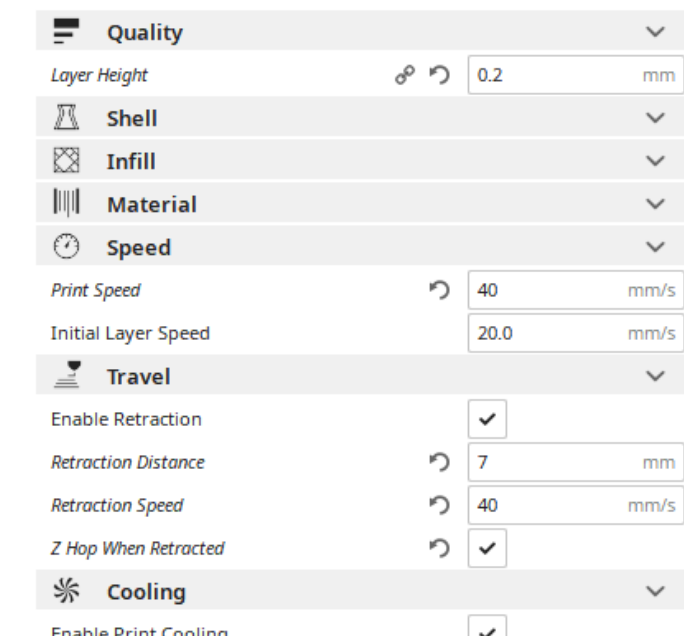 Quality
Layer Height 0.2 mm
Shell
Infill
Material
Speed
Print Speed 40 mm/s
Initial Layer Speed 20.0 mm/s
Travel
Enable Retraction
Retraction Distance 7 mm
Retraction Speed 40 mm/s
Z Hop When Retracted
Cooling
Enable Print Cooling